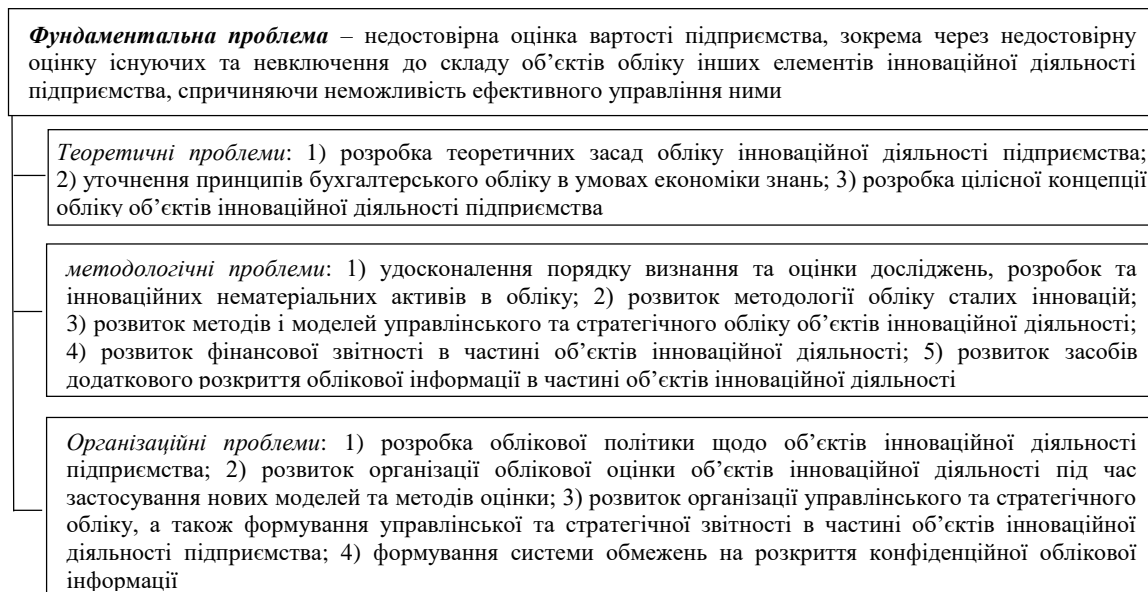 Фундаментальна проблема – недостовірна оцінка вартості підприємства, зокрема через недостовірну
оцінку існуючих та невключення до складу об’єктів обліку інших елементів інноваційної діяльності
підприємства, спричиняючи неможливість ефективного управління ними
Теоретичні проблеми: 1) розробка теоретичних засад обліку інноваційної діяльності підприємства;
2) уточнення принципів бухгалтерського обліку в умовах економіки знань; 3) розробка цілісної концепції
обліку об’єктів інноваційної діяльності підприємства
методологічні проблеми: 1) удосконалення порядку визнання та оцінки досліджень, розробок та
інноваційних нематеріальних активів в обліку; 2) розвиток методології обліку сталих інновацій;
3) розвиток методів і моделей управлінського та стратегічного обліку об’єктів інноваційної діяльності;
4) розвиток фінансової звітності в частині об’єктів інноваційної діяльності; 5) розвиток засобів
додаткового розкриття облікової інформації в частині об’єктів інноваційної діяльності
Організаційні проблеми: 1) розробка облікової політики щодо об’єктів інноваційної діяльності
підприємства; 2) розвиток організації облікової оцінки об’єктів інноваційної діяльності під час
застосування нових моделей та методів оцінки; 3) розвиток організації управлінського та стратегічного
обліку, а також формування управлінської та стратегічної звітності в частині об’єктів інноваційної
діяльності підприємства; 4) формування системи обмежень на розкриття конфіденційної облікової
інформації